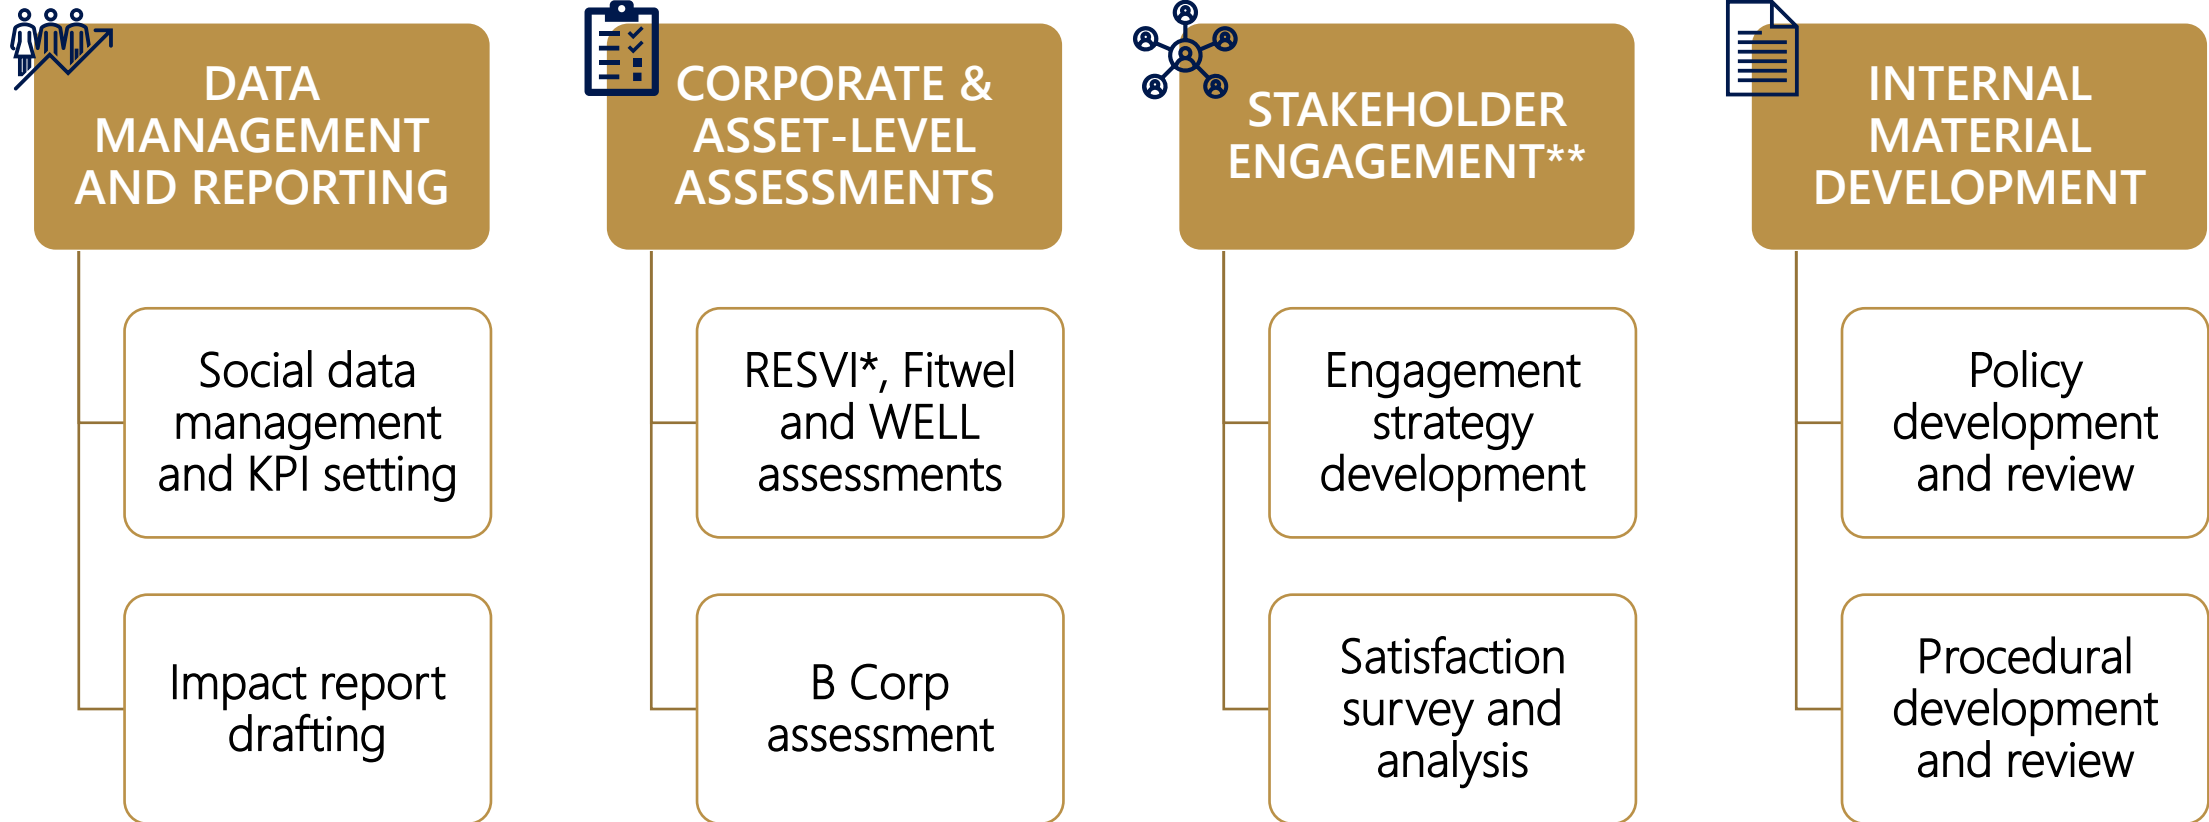 DATA
MANAGEMENT
AND REPORTING
Social data
management
and KPI setting
Impact report
drafting
CORPORATE &
ASSET-LEVEL
ASSESSMENTS
RESVI*, Fitwel
and WELL
assessments
B Corp
assessment
STAKEHOLDER
ENGAGEMENT**
Engagement
strategy
development
Satisfaction
survey and
analysis
INTERNAL
MATERIAL
DEVELOPMENT
Policy
development
and review
Procedural
development
and review